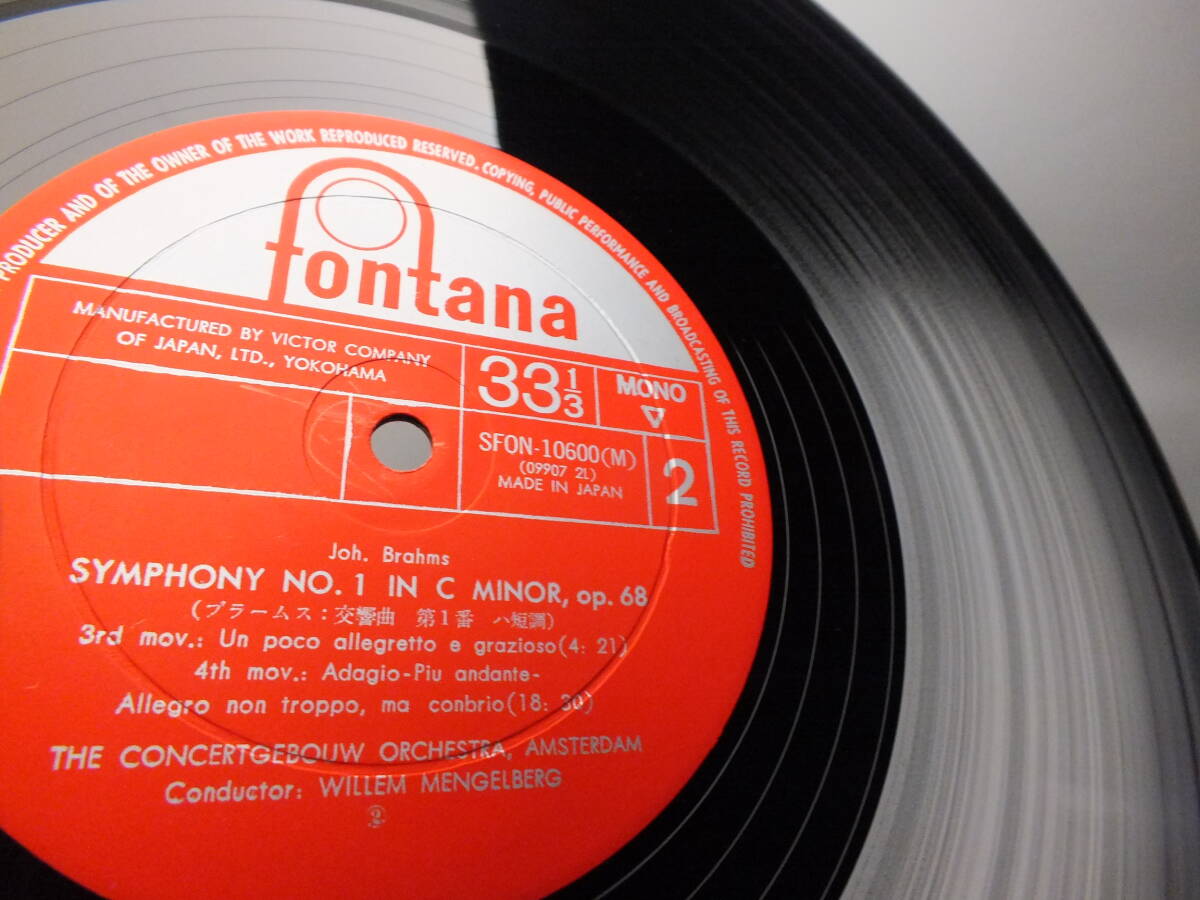 PRODUCER AND OF THE OWNER OF THE WORK REPRODUCED RESERVED. COPYING, PUBLIC PERFORMANCE AND BROADCASTING OF THIS RECORD PROHIBITED
fontana
MANUFACTURED BY VICTOR COMPANY
OF JAPAN, LTD., YOKOHAMA
33 1/3
MONO
SFON-10600(M)
(09907 2L)
MADE IN JAPAN
2
Joh. Brahms
SYMPHONY NO. 1 IN C MINOR, op. 68
(ブラームス:交響曲 第1番 ハ短調)
3rd mov.: Un poco allegretto e grazioso(4: 21)
4th mov.: Adagio-Piu andante-
Allegro non troppo, ma conbrio(18: 30)
THE CONCERTGEBOUW ORCHESTRA, AMSTERDAM
Conductor: WILLEM MENGELBERG